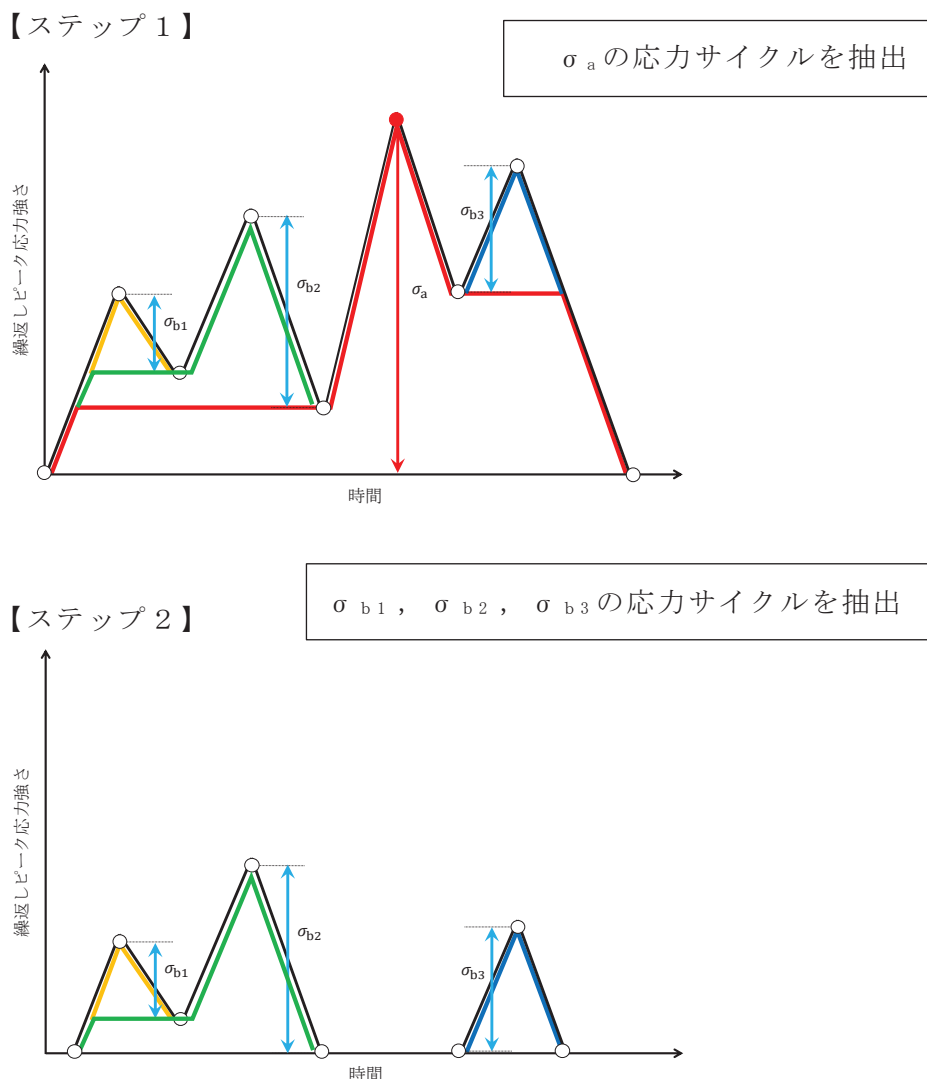 【ステップ1】
σaの応力サイクルを抽出
繰返しピーク応力強さ
σb1
σb2
σa
σb3
時間
【ステップ2】
σb1, σb2, σb3の応力サイクルを抽出
繰返しピーク応力強さ
σb1
σb2
σb3
時間